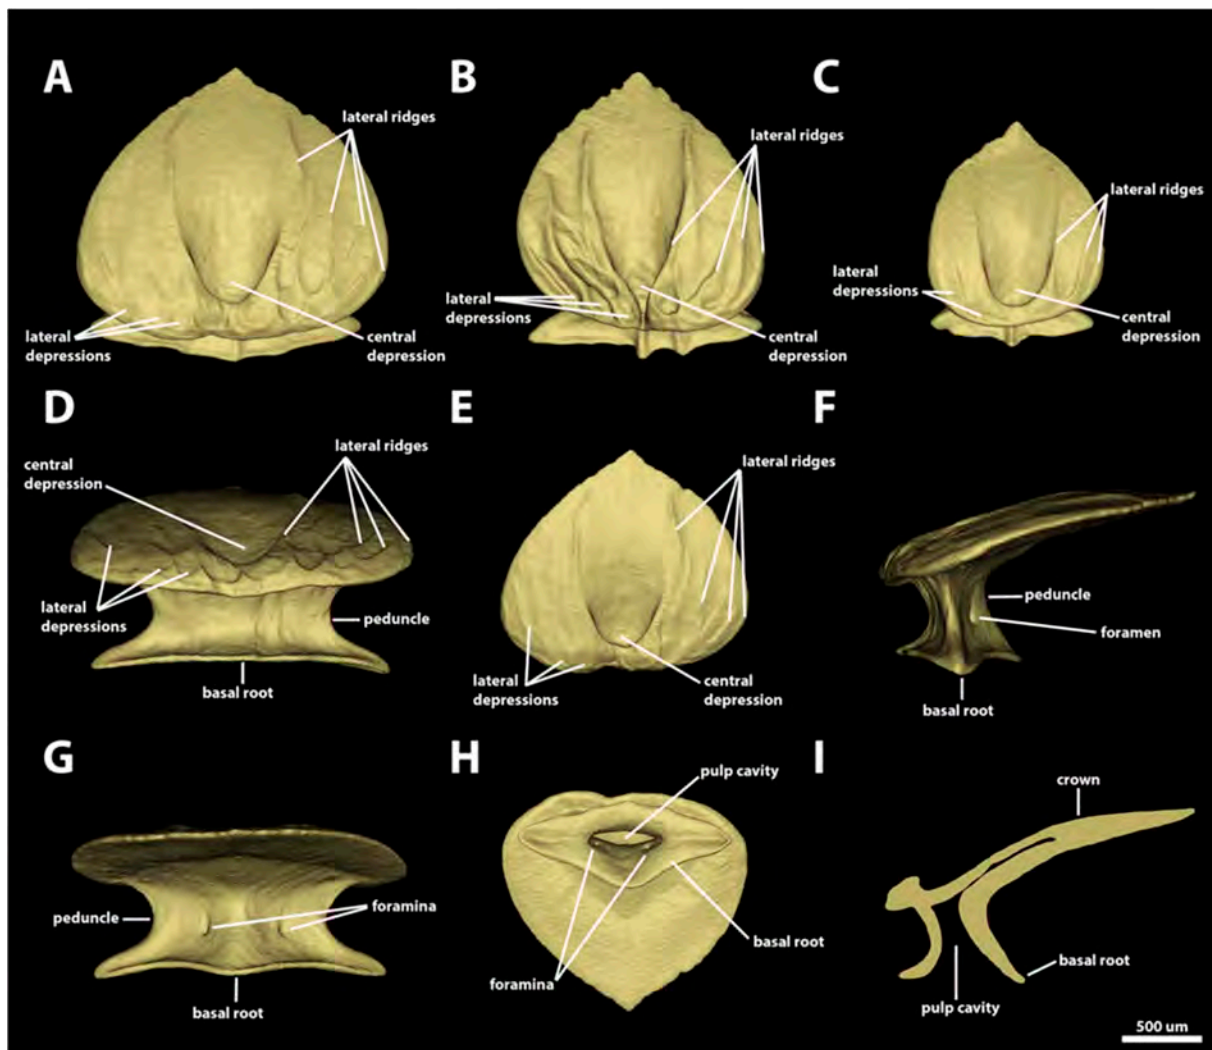 A
B
C
lateral ridges
lateral ridges
lateral ridges
lateral
depressions
lateral
depressions
lateral
depressions
central
depression
central
depression
central
depression
D
E
F
central
depression
lateral ridges
lateral ridges
lateral
depressions
peduncle
peduncle
foramen
basal root
lateral
depressions
central
depression
basal root
G
H
I
pulp cavity
crown
peduncle
foramina
basal root
foramina
basal root
basal root
pulp cavity
500 um